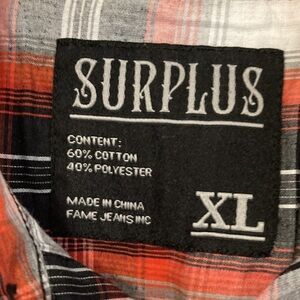 SURPLUS
CONTENT:
60% COTTON
40% POLYESTER
MADE IN CHINA
FAME JEANS INC
XL